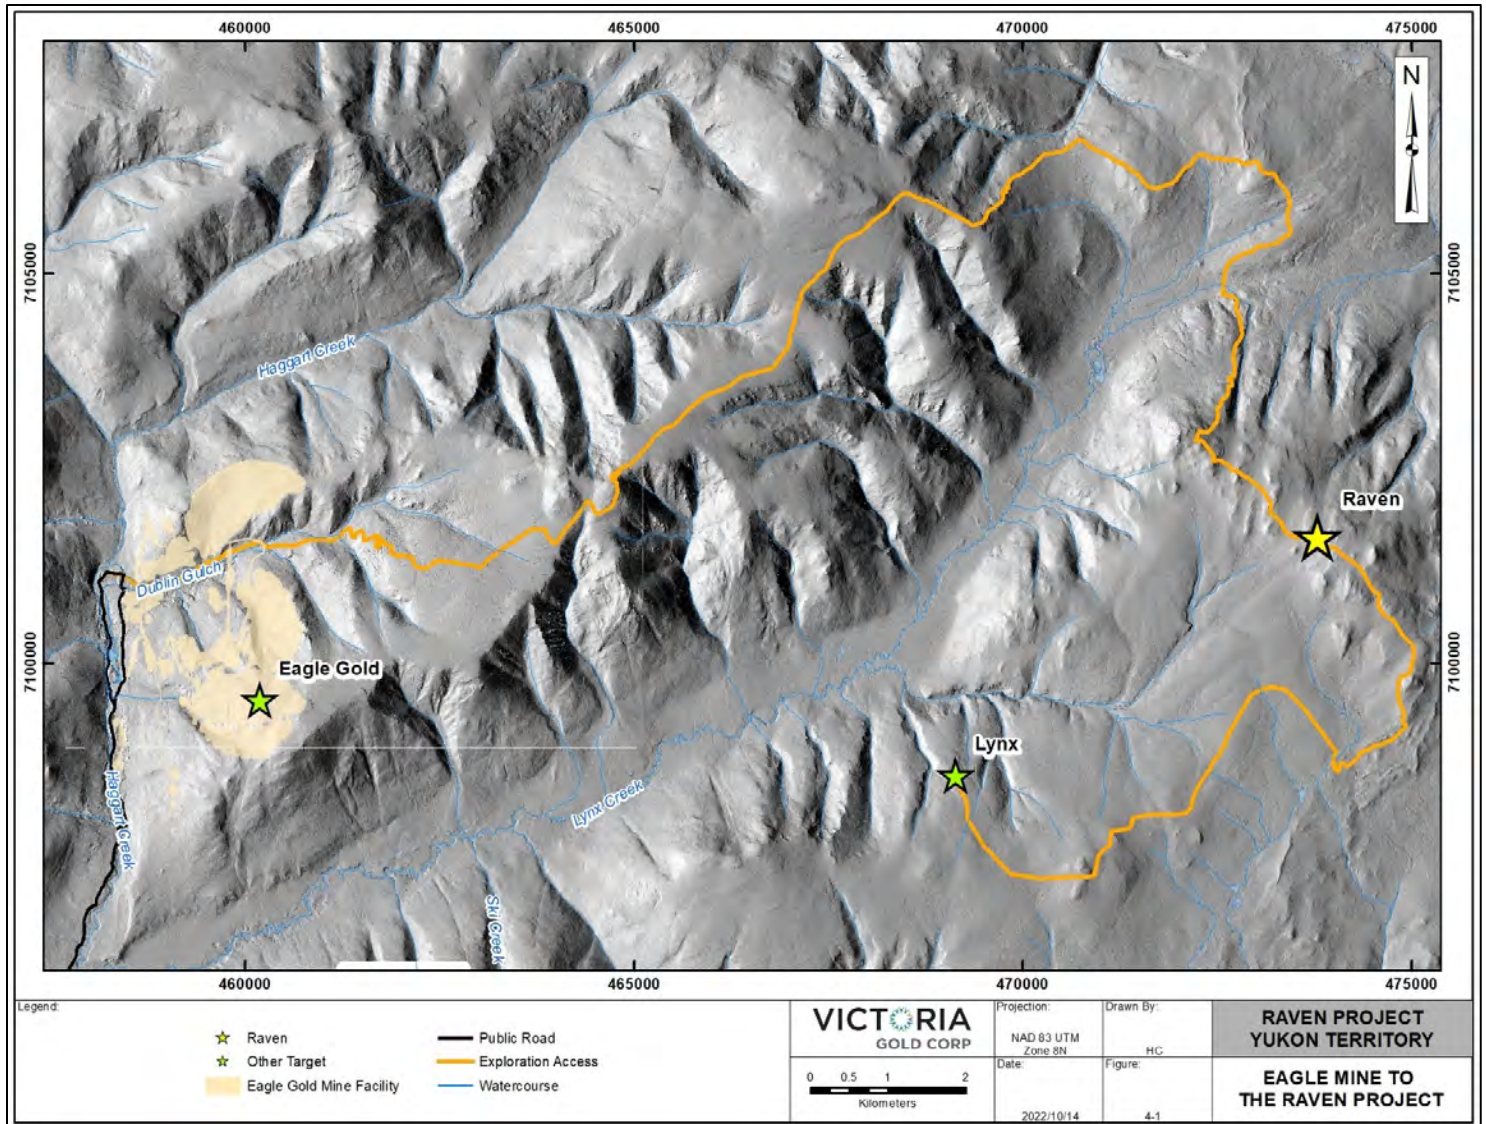 460000
465000
470000
475000
N
7105000
7105000
Haggart Creek
Raven
Dublin Gulch
7100000
7100000
Eagle Gold
Lynx
Haggart Creek
Lynx Creek
Ski Creek
460000
465000
470000
475000
Legend:
Raven
Other Target
Eagle Gold Mine Facility
Public Road
Exploration Access
Watercourse
VICTORIA
GOLD CORP
0 0.5 1 2
Kilometers
Projection:
NAD 83 UTM
Zone 8N
Drawn By:
HC
Date:
2022/10/14
Figure:
4-1
RAVEN PROJECT
YUKON TERRITORY
EAGLE MINE TO
THE RAVEN PROJECT